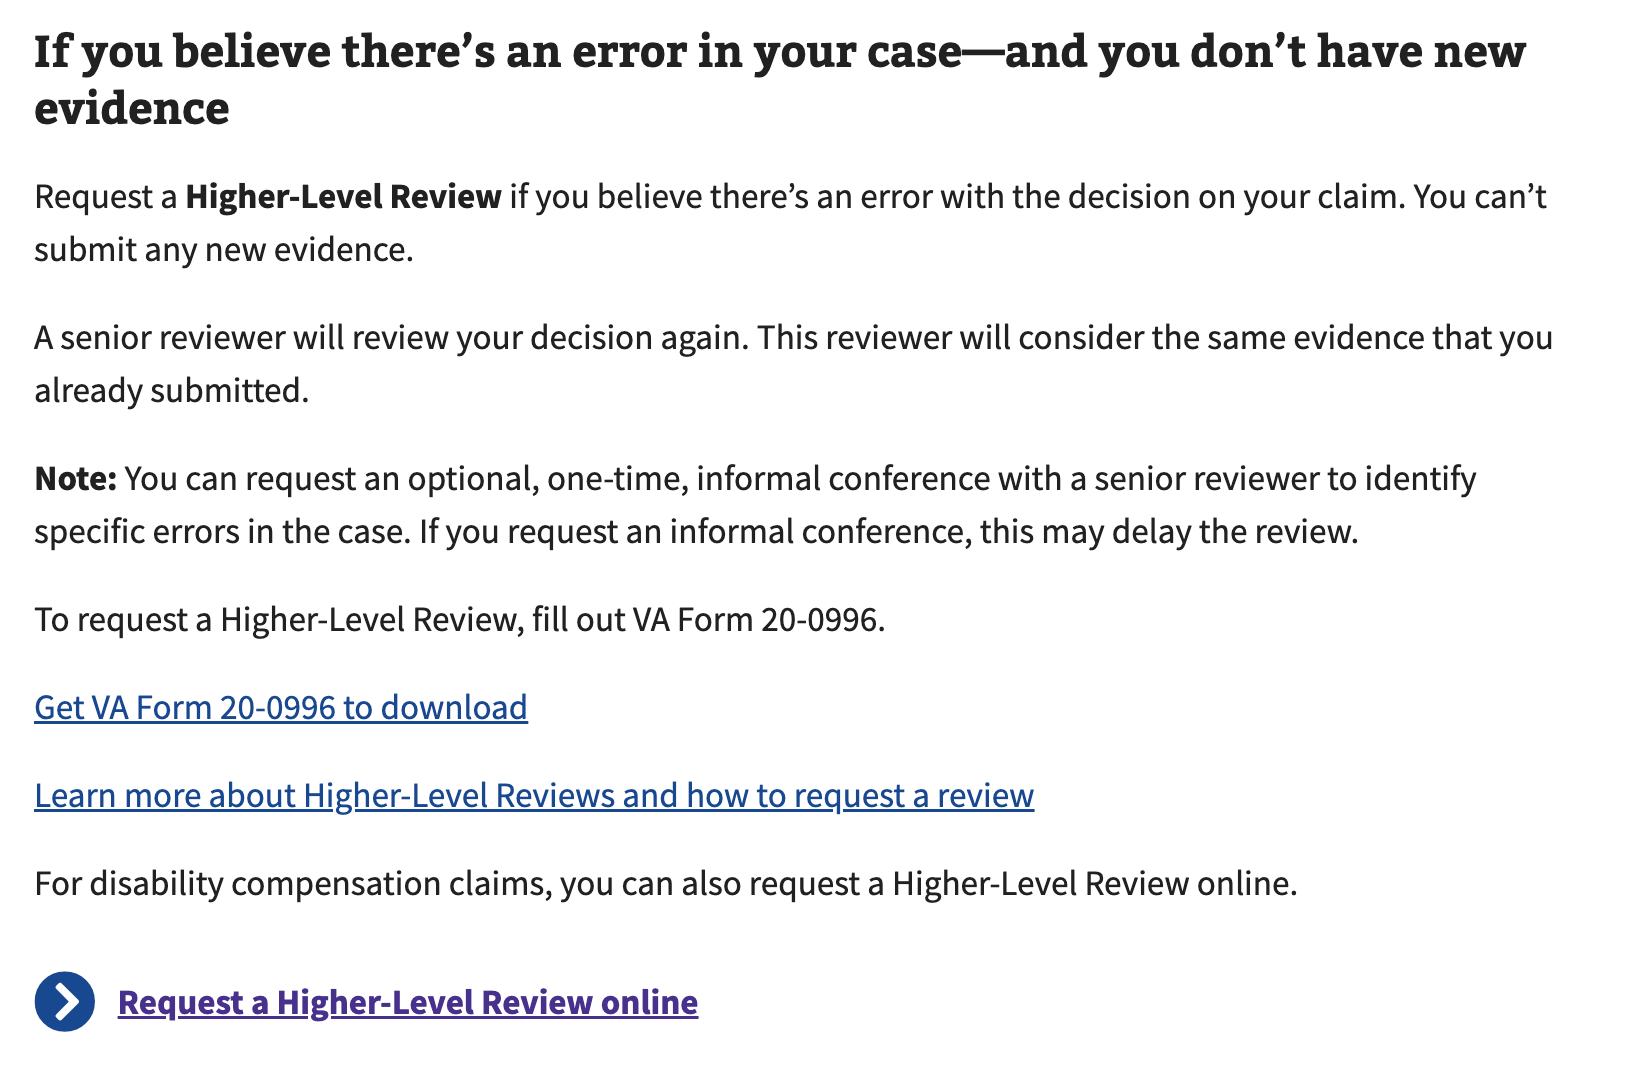 If you believe there’s an error in your case—and you don’t have new
evidence
Request a Higher-Level Review if you believe there’s an error with the decision on your claim. You can’t
submit any new evidence.
A senior reviewer will review your decision again. This reviewer will consider the same evidence that you
already submitted.
Note: You can request an optional, one-time, informal conference with a senior reviewer to identify
specific errors in the case. If you request an informal conference, this may delay the review.
To request a Higher-Level Review, fill out VA Form 20-0996.
Get VA Form 20-0996 to download
Learn more about Higher-Level Reviews and how to request a review
For disability compensation claims, you can also request a Higher-Level Review online.
Request a Higher-Level Review online